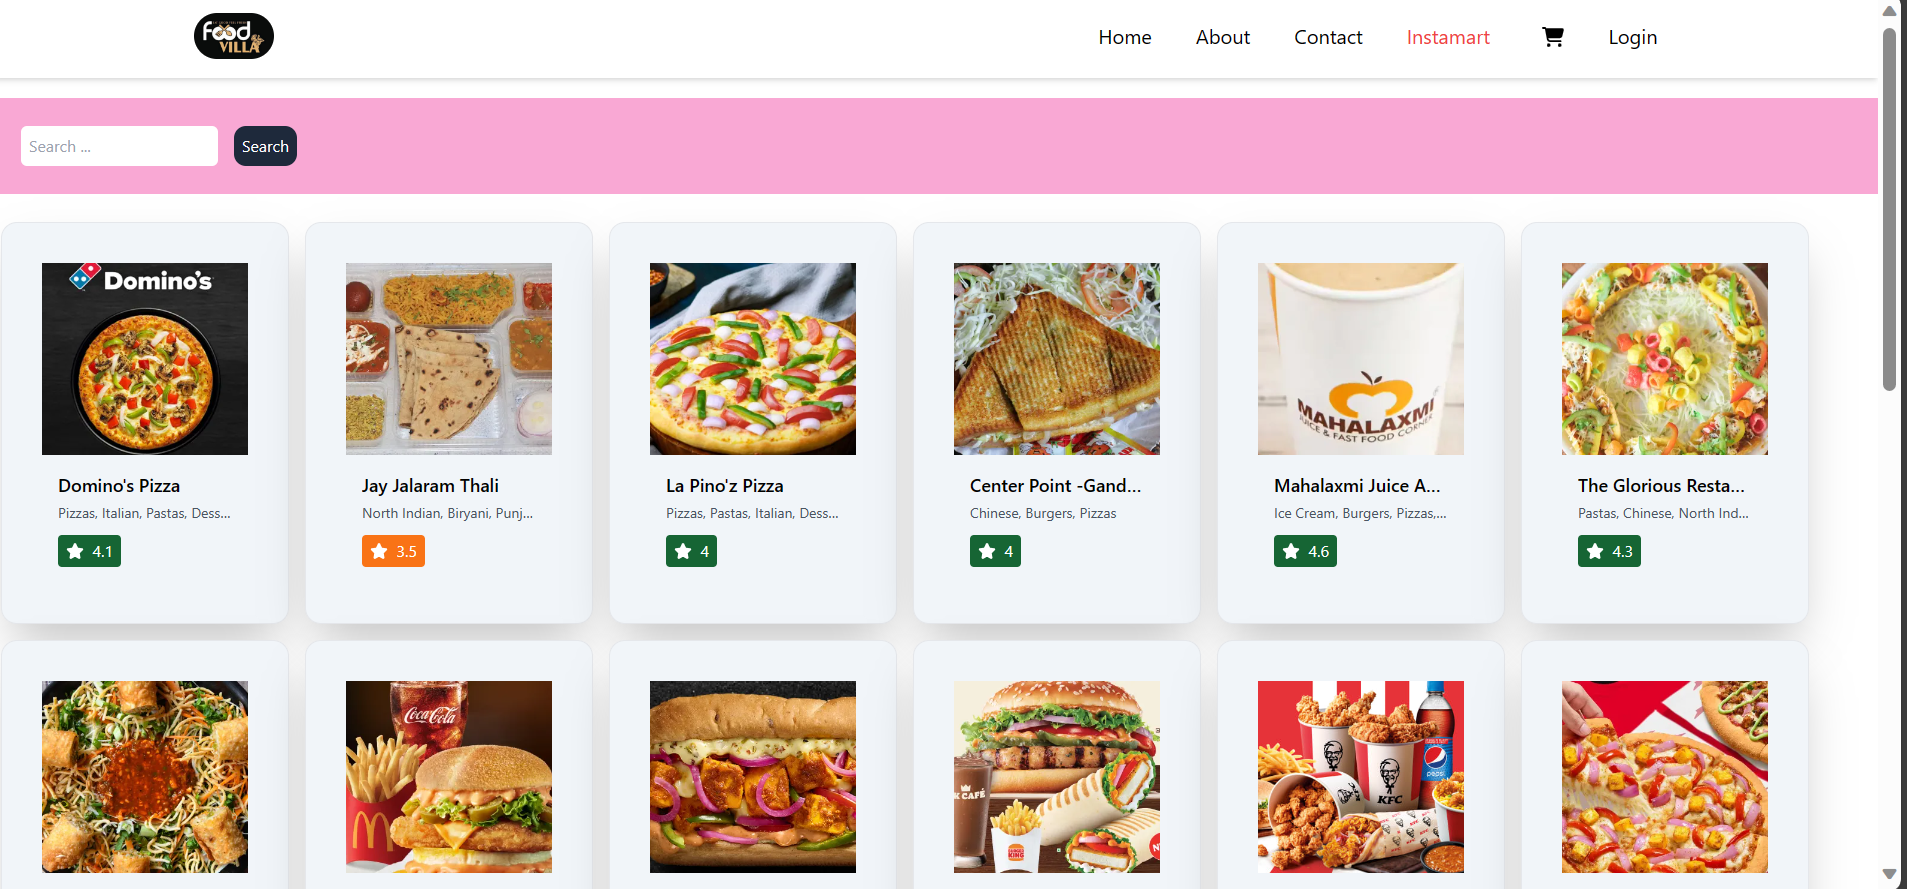 food
VILLA
Home About Contact Instamart Login
Search ...
Search
Domino's
Domino's Pizza
Pizzas, Italian, Pastas, Dess...
4.1
Jay Jalaram Thali
North Indian, Biryani, Punj...
3.5
La Pino'z Pizza
Pizzas, Pastas, Italian, Dess...
4
Center Point -Gand...
Chinese, Burgers, Pizzas
4
MAHALAXMI
JUICE & FAST FOOD CORNER
Mahalaxmi Juice A...
Ice Cream, Burgers, Pizzas,...
4.6
The Glorious Resta...
Pastas, Chinese, North Ind...
4.3
Coca-Cola
K CAFÉ
BURGER
KING
KFC
pepsi